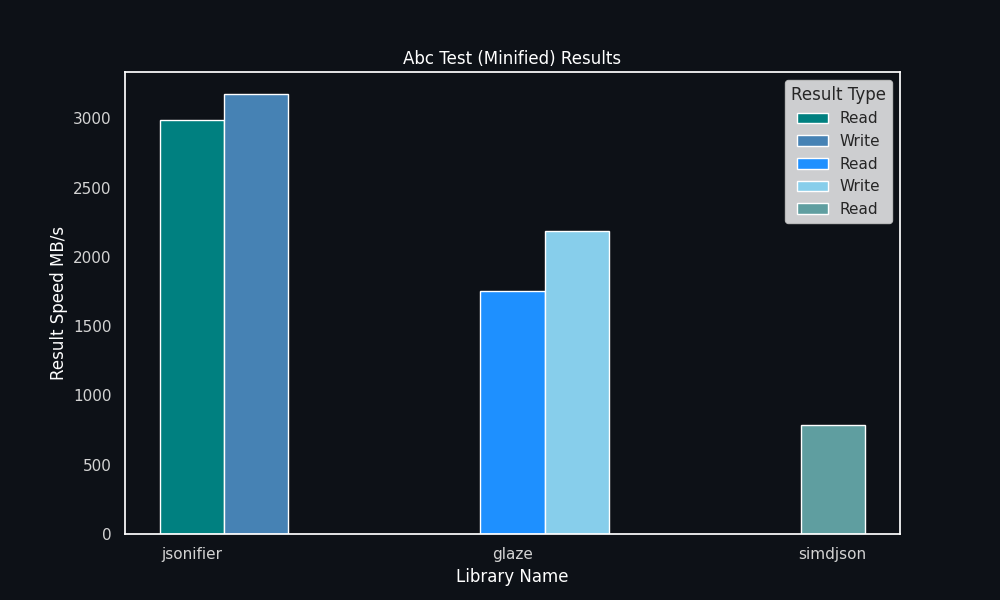 Abc Test (Minified) Results
Result Type
Read
Write
Read
Write
Read
Result Speed MB/s
3000
2500
2000
1500
1000
500
0
jsonifier
glaze
simdjson
Library Name